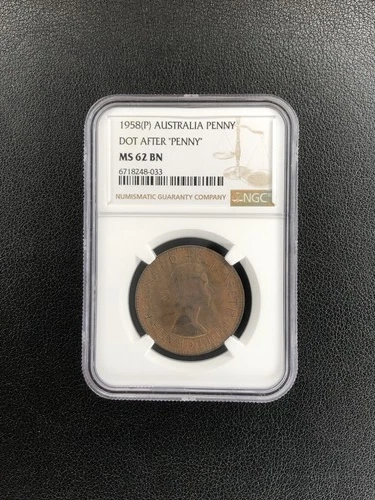 1958(P) AUSTRALIA PENNY
DOT AFTER 'PENNY'
MS 62 BN
6718248-033
NUMISMATIC GUARANTY COMPANY
NGC